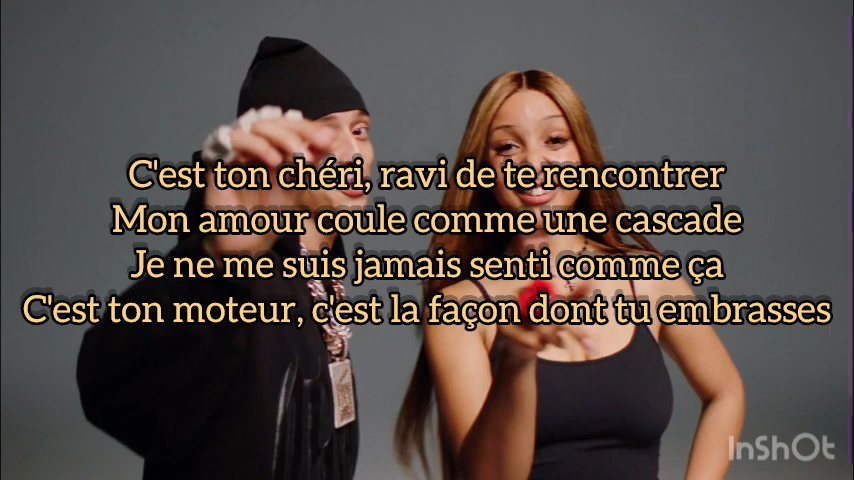 C'est ton chéri, ravi de te rencontrer
Mon amour coule comme une cascade
Je ne me suis jamais senti comme ça
C'est ton moteur, c'est la façon dont tu embrasses
InShOt